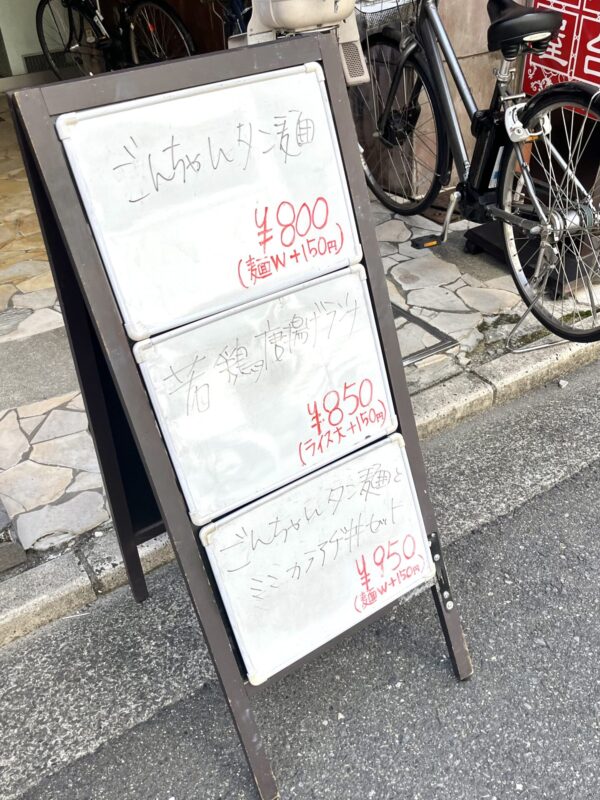 ごんちゃんタン麺
¥800
(麺W+150円)
若鶏唐揚げランチ
¥850
(ライス大+150円)
ごんちゃんタン麺と
ミニカラアゲ丼セット
¥950
(麺W+150円)